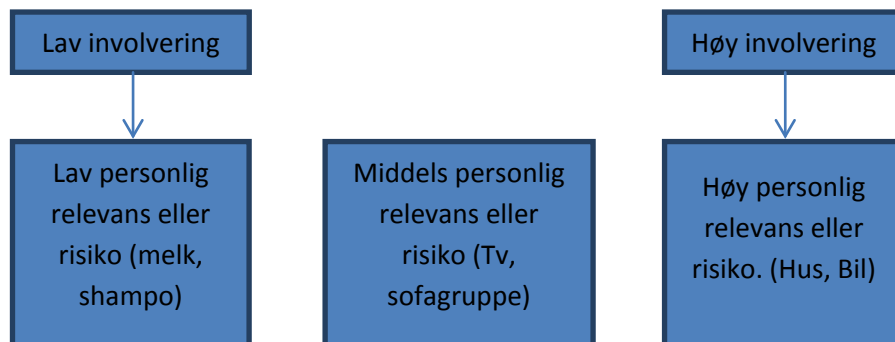 Lav involvering
Høy involvering
Lav personlig
relevans eller
risiko (melk,
shampo)
Middels personlig
relevans eller
risiko (Tv,
sofagruppe)
Høy personlig
relevans eller
risiko. (Hus, Bil)